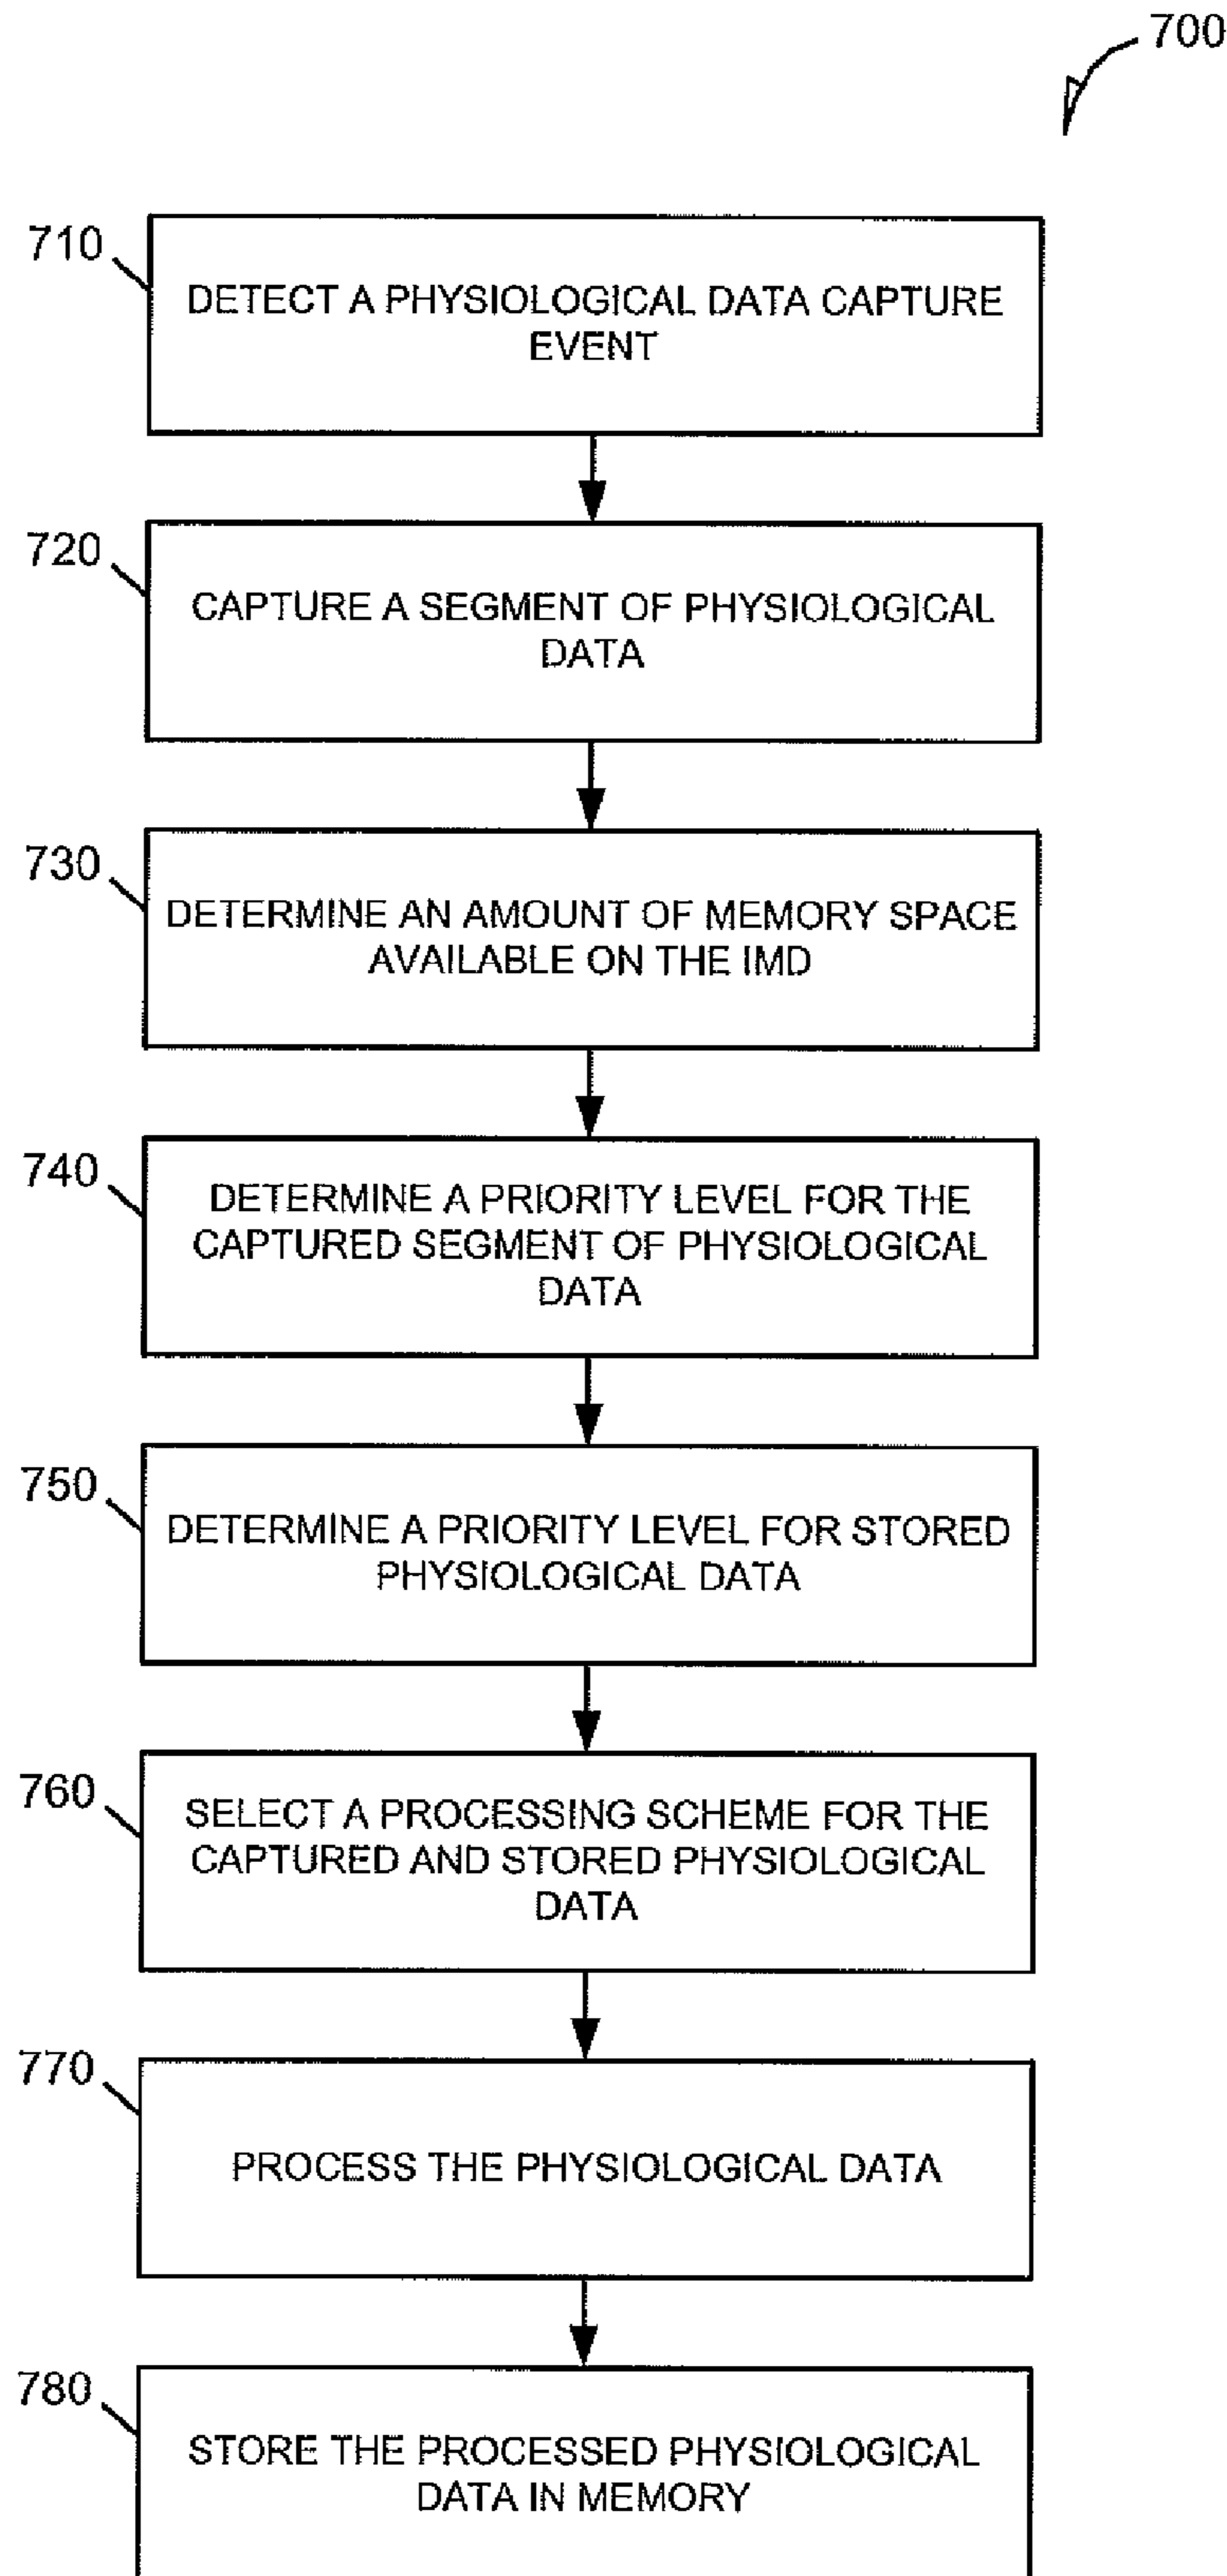 700
710
DETECT A PHYSIOLOGICAL DATA CAPTURE
EVENT
720
CAPTURE A SEGMENT OF PHYSIOLOGICAL
DATA
730
DETERMINE AN AMOUNT OF MEMORY SPACE
AVAILABLE ON THE IMD
740
DETERMINE A PRIORITY LEVEL FOR THE
CAPTURED SEGMENT OF PHYSIOLOGICAL
DATA
750
DETERMINE A PRIORITY LEVEL FOR STORED
PHYSIOLOGICAL DATA
760
SELECT A PROCESSING SCHEME FOR THE
CAPTURED AND STORED PHYSIOLOGICAL
DATA
770
PROCESS THE PHYSIOLOGICAL DATA
780
STORE THE PROCESSED PHYSIOLOGICAL
DATA IN MEMORY